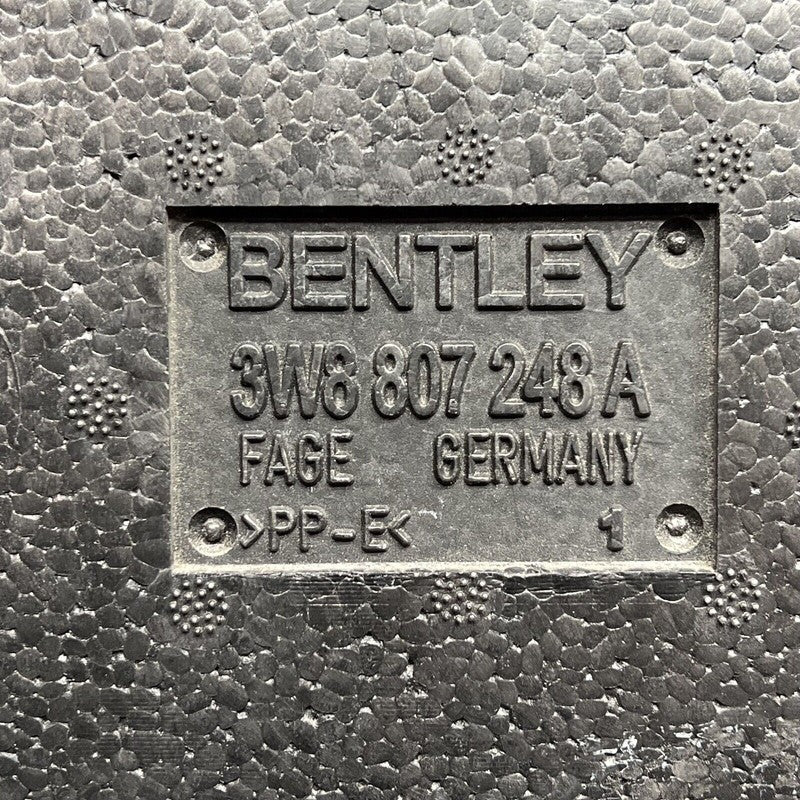 BENTLEY
3W8 807 248 A
FAGE GERMANY
>PP-E< 1